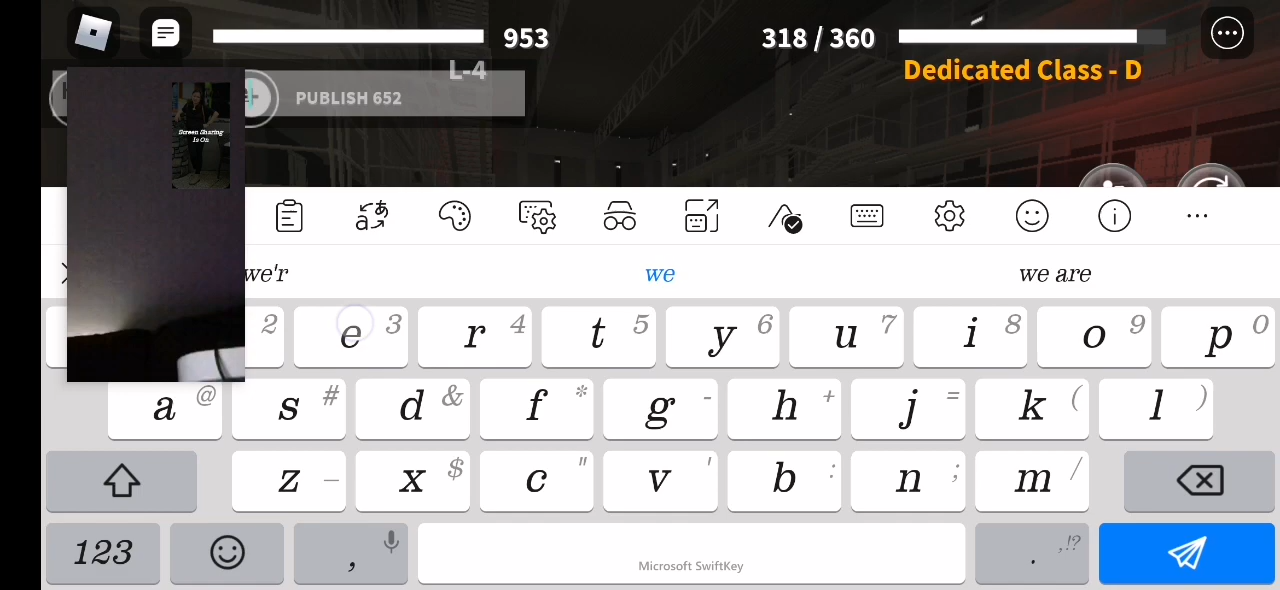 953
318 / 360
L-4
Dedicated Class - D
PUBLISH 652
Screen Sharing
Is On
we'r we we are
2 e 3 r 4 t 5 y 6 u 7 i 8 o 9 p 0
a @ s # d & f * g - h + j = k ( l )
z _ x $ c " v ' b : n ; m /
123 , Microsoft SwiftKey . ,!?